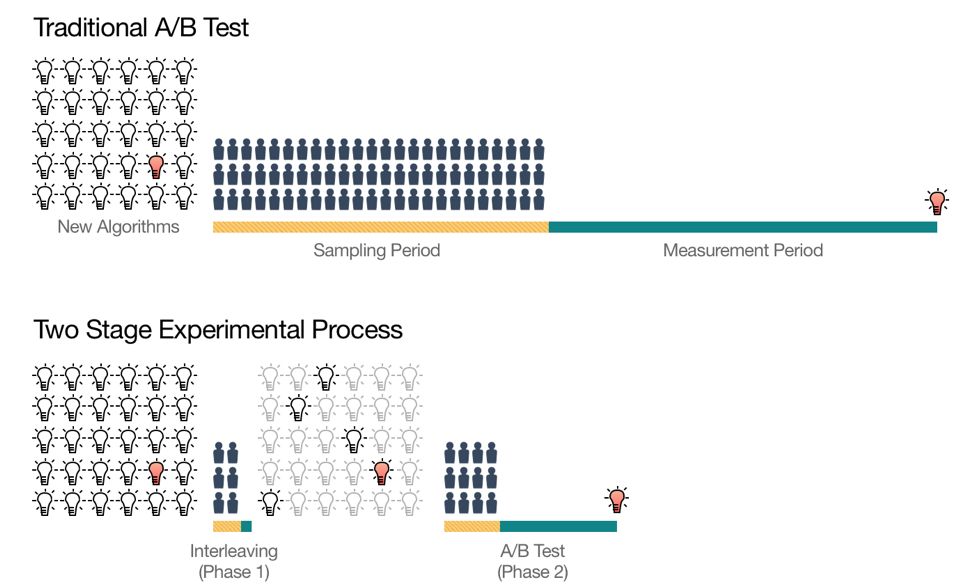 Traditional A/B Test
New Algorithms
Sampling Period
Measurement Period
Two Stage Experimental Process
Interleaving
(Phase 1)
A/B Test
(Phase 2)